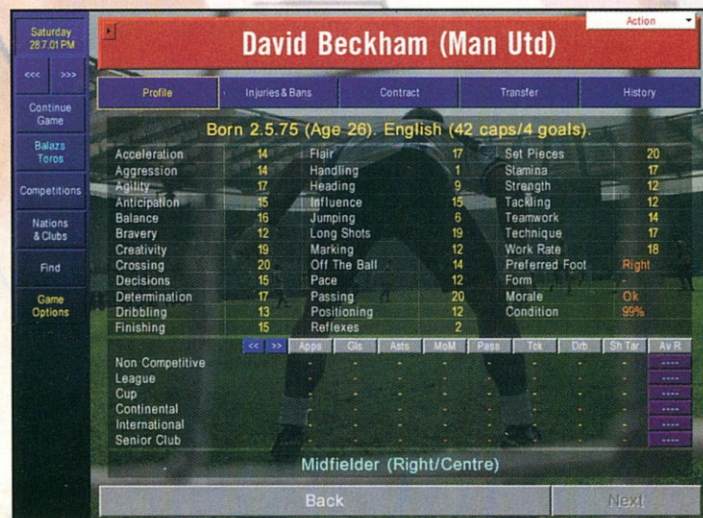 Saturday
28.7.01 PM
<<< >>>
Continue
Game
Balazs
Toros
Competitions
Nations
& Clubs
Find
Game
Options
Action
David Beckham (Man Utd)
Profile Injuries & Bans Contract Transfer History
Born 2.5.75 (Age 26). English (42 caps/4 goals).
Acceleration 14 Flair 17 Set Pieces 20
Aggression 14 Handling 1 Stamina 17
Agility 17 Heading 9 Strength 12
Anticipation 15 Influence 15 Tackling 12
Balance 16 Jumping 6 Teamwork 14
Bravery 12 Long Shots 19 Technique 17
Creativity 19 Marking 12 Work Rate 18
Crossing 20 Off The Ball 14 Preferred Foot Right
Decisions 15 Pace 12 Form -
Determination 17 Passing 20 Morale Ok
Dribbling 13 Positioning 12 Condition 99%
Finishing 15 Reflexes 2
<< >> Apps Gls Asts MoM Pass Tck Drb Sh Tar Av R
Non Competitive - - - - - - - - ----
League - - - - - - - - ----
Cup - - - - - - - - ----
Continental - - - - - - - - ----
International - - - - - - - - ----
Senior Club - - - - - - - - ----
Midfielder (Right/Centre)
Back Next